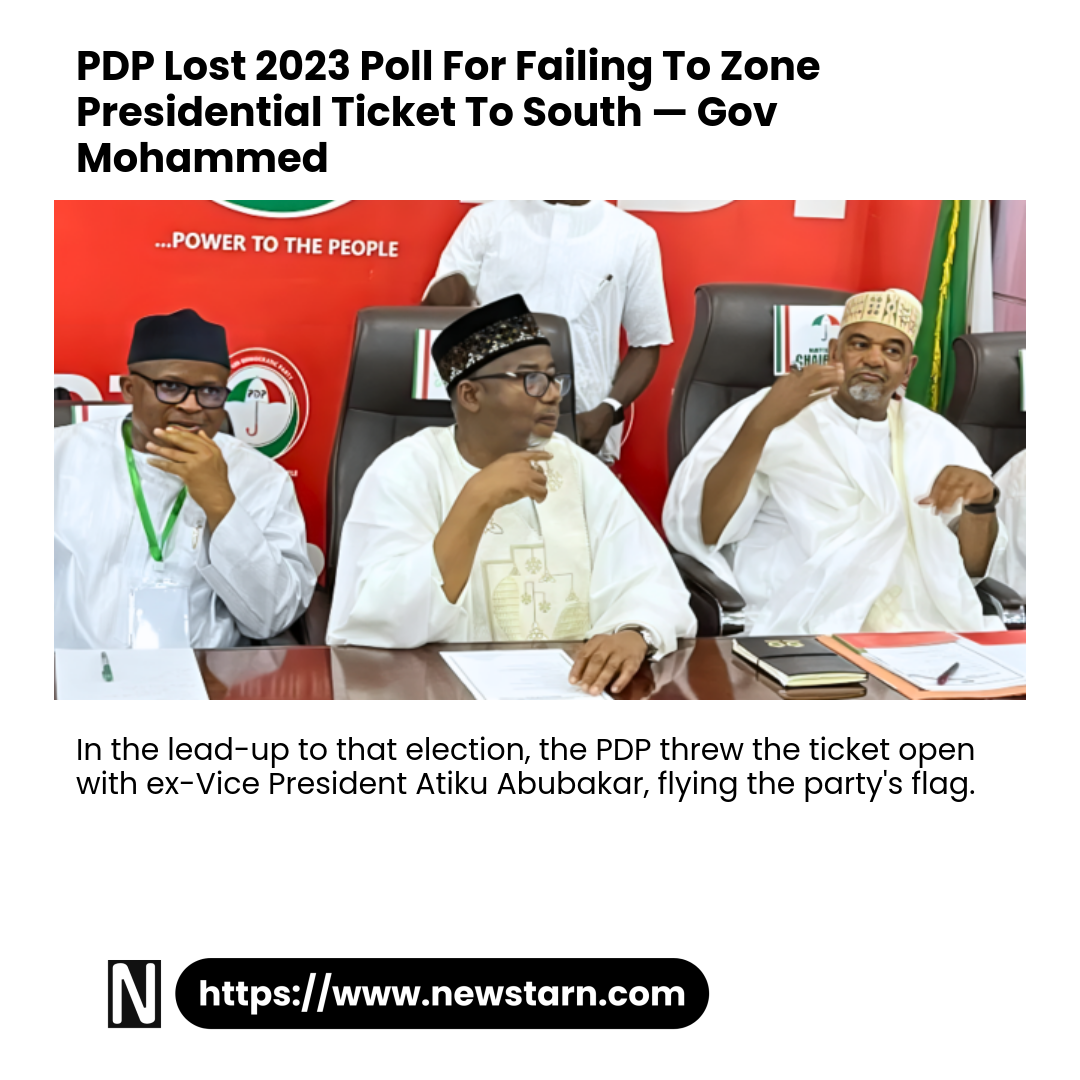 PDP Lost 2023 Poll For Failing To Zone
Presidential Ticket To South — Gov
Mohammed
...POWER TO THE PEOPLE
PDP
In the lead-up to that election, the PDP threw the ticket open
with ex-Vice President Atiku Abubakar, flying the party's flag.
N
https://www.newstarn.com